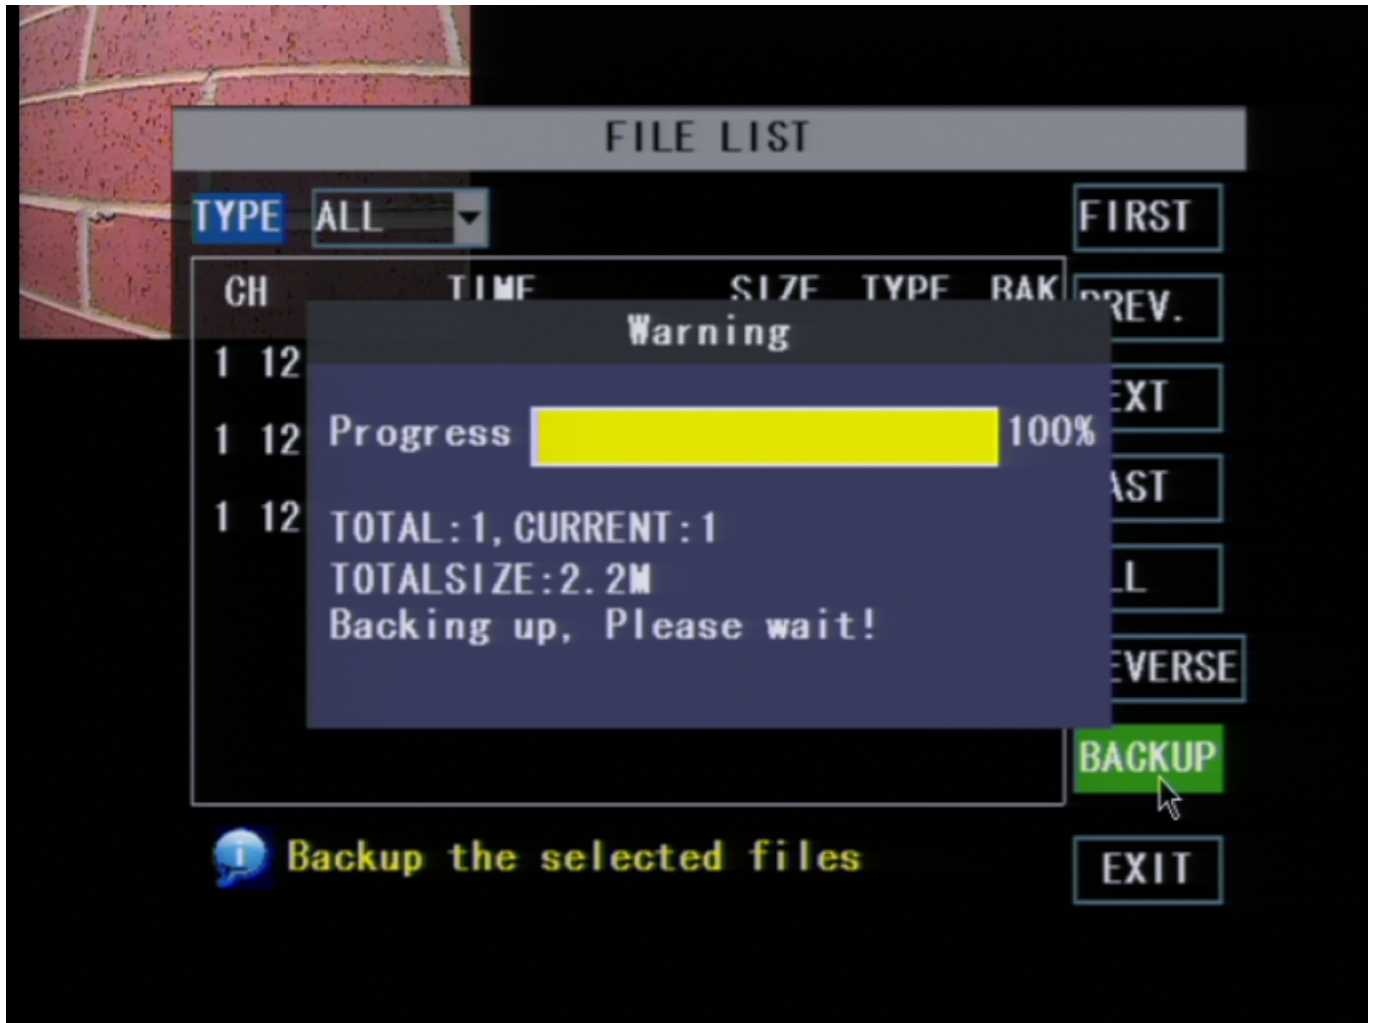 FILE LIST
TYPE ALL FIRST
CH TIME SIZE TYPE BAK
Warning
1 12
Progress 100%
1 12
1 12
TOTAL:1,CURRENT:1
TOTALSIZE:2.2M
Backing up, Please wait!
BACKUP
Backup the selected files
EXIT